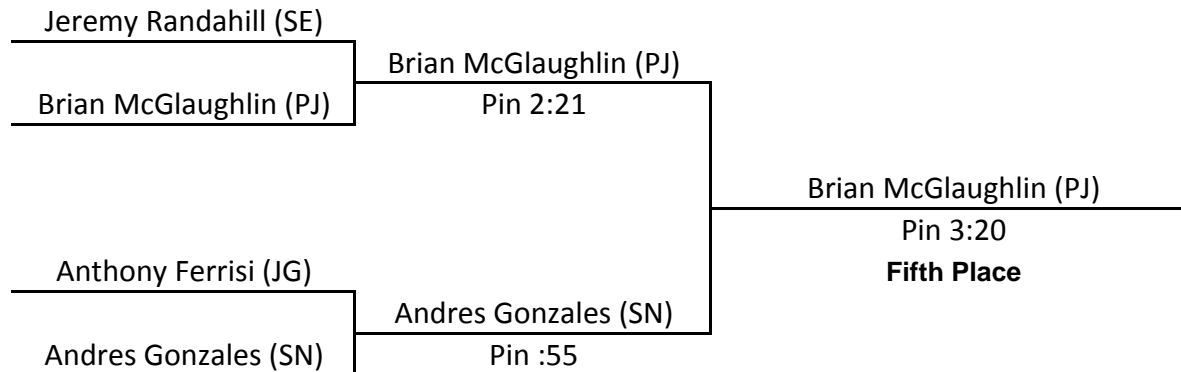 Jeremy Randahill (SE)
Brian McGlaughlin (PJ)
Brian McGlaughlin (PJ)
Pin 2:21
Brian McGlaughlin (PJ)
Pin 3:20
Fifth Place
Anthony Ferrisi (JG)
Andres Gonzales (SN)
Andres Gonzales (SN)
Pin :55